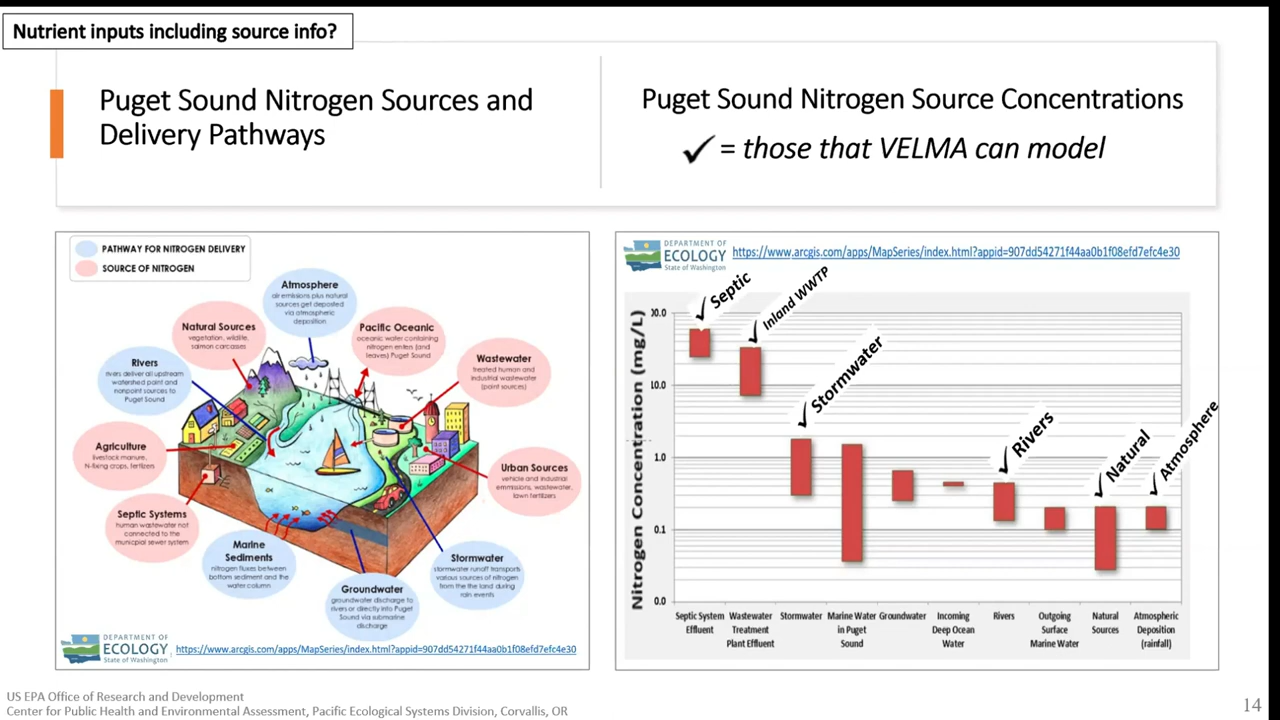 Nutrient inputs including source info?
Puget Sound Nitrogen Sources and
Delivery Pathways
Puget Sound Nitrogen Source Concentrations
= those that VELMA can model
PATHWAY FOR NITROGEN DELIVERY
SOURCE OF NITROGEN
Atmosphere
air emissions plus natural
sources get deposited
via atmospheric
deposition
Natural Sources
vegetation, wildlife,
salmon carcasses
Pacific Oceanic
oceanic water containing
nitrogen enters (and
leaves) Puget Sound
Rivers
rivers deliver all upstream
watershed point and
nonpoint sources to
Puget Sound
Wastewater
treated human and
industrial wastewater
(point sources)
Agriculture
livestock manure,
N-fixing crops, fertilizers
Urban Sources
vehicle and industrial
emmissions, wastewater,
lawn fertilizers
Septic Systems
human wastewater not
connected to the
municipal sewer system
Marine
Sediments
nitrogen fluxes between
bottom sediment and the
water column
Stormwater
stormwater runoff transports
various sources of nitrogen
from the the land during
rain events
Groundwater
groundwater discharge to
rivers or directly into Puget
Sound via submarine
discharge
DEPARTMENT OF
ECOLOGY
State of Washington
https://www.arcgis.com/apps/MapSeries/index.html?appid=907dd54271f44aa0b1f08efd7efc4e30
DEPARTMENT OF
ECOLOGY
State of Washington
https://www.arcgis.com/apps/MapSeries/index.html?appid=907dd54271f44aa0b1f08efd7efc4e30
Septic
Inland WWTP
Stormwater
Rivers
Natural
Atmosphere
Nitrogen Concentration (mg/L)
10.0
1.0
0.1
0.0
Septic System
Effluent
Wastewater
Treatment
Plant Effluent
Stormwater
Marine Water
in Puget
Sound
Groundwater
Incoming
Deep Ocean
Water
Rivers
Outgoing
Surface
Marine Water
Natural
Sources
Atmospheric
Deposition
(rainfall)
US EPA Office of Research and Development
Center for Public Health and Environmental Assessment, Pacific Ecological Systems Division, Corvallis, OR
14